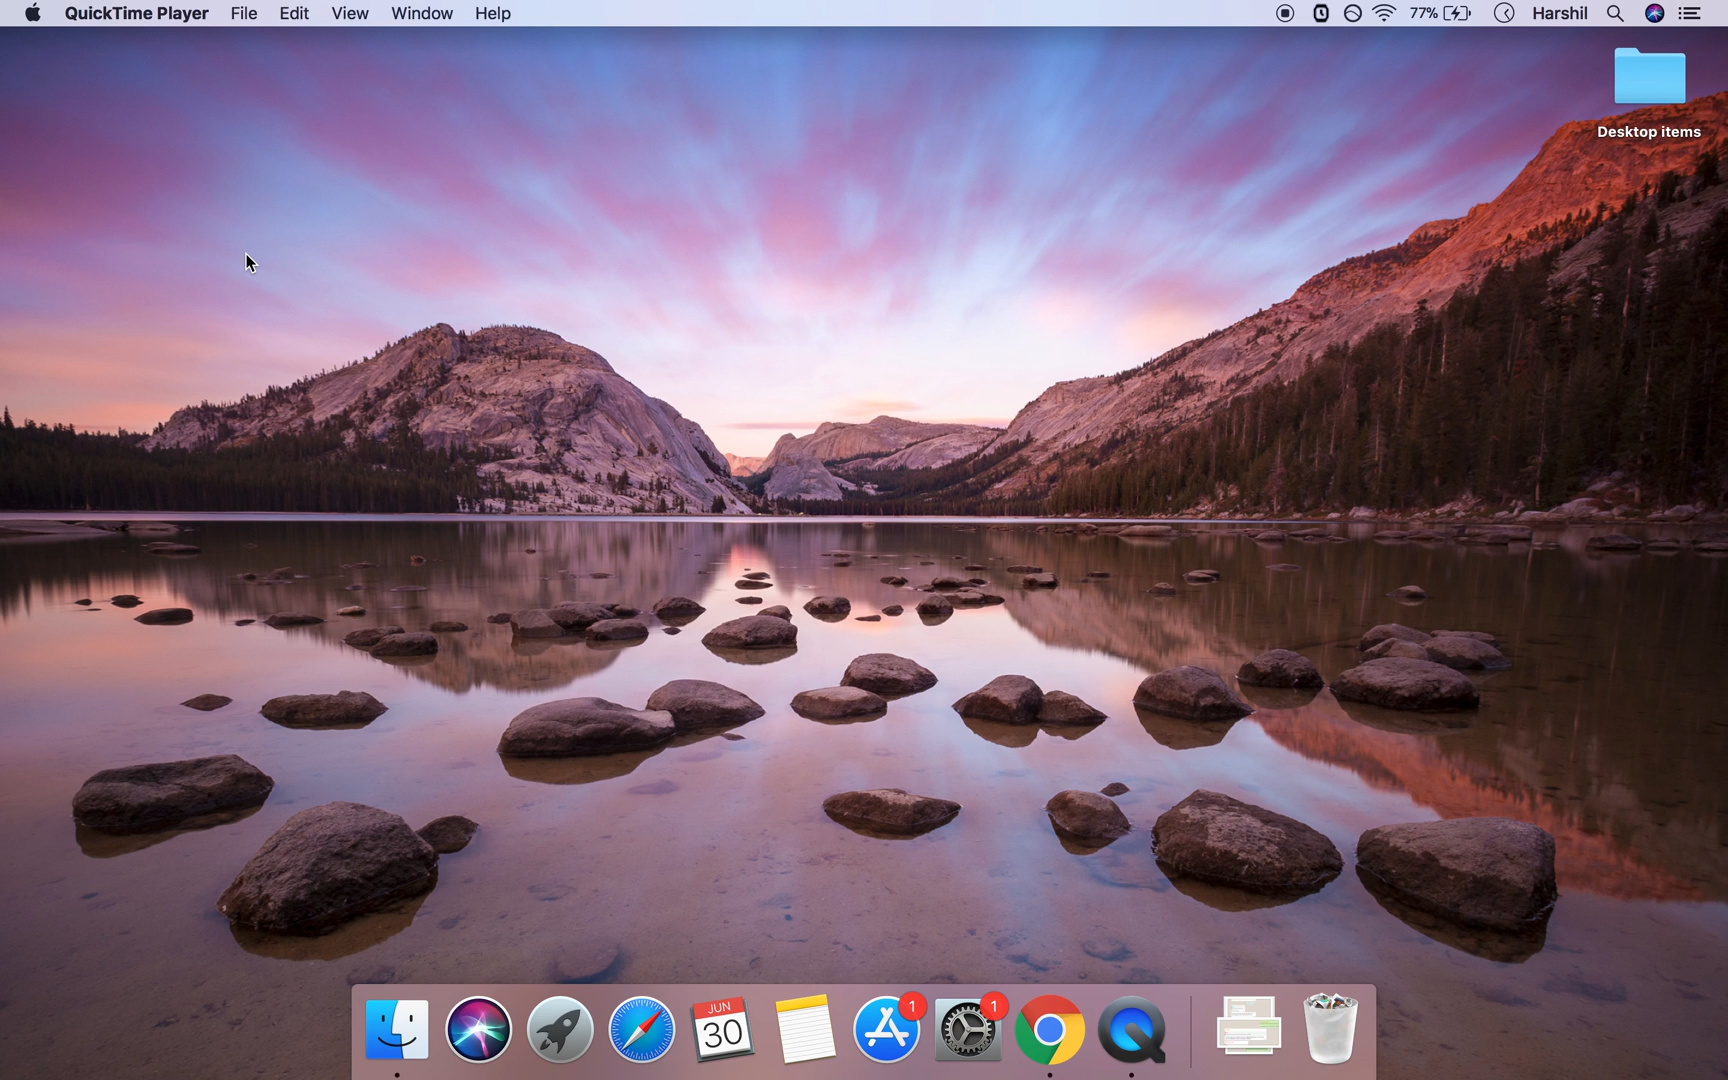 QuickTime Player File Edit View Window Help 77% Harshil
Desktop items
JUN
30
1
1